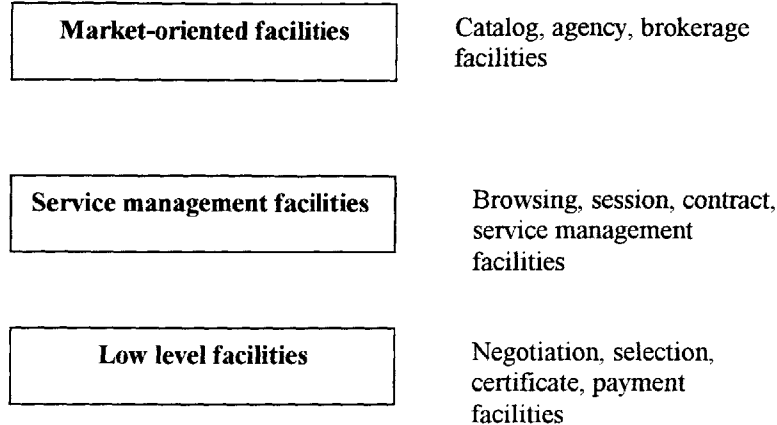 Market-oriented facilities
Catalog, agency, brokerage
facilities
Service management facilities
Browsing, session, contract,
service management
facilities
Low level facilities
Negotiation, selection,
certificate, payment
facilities